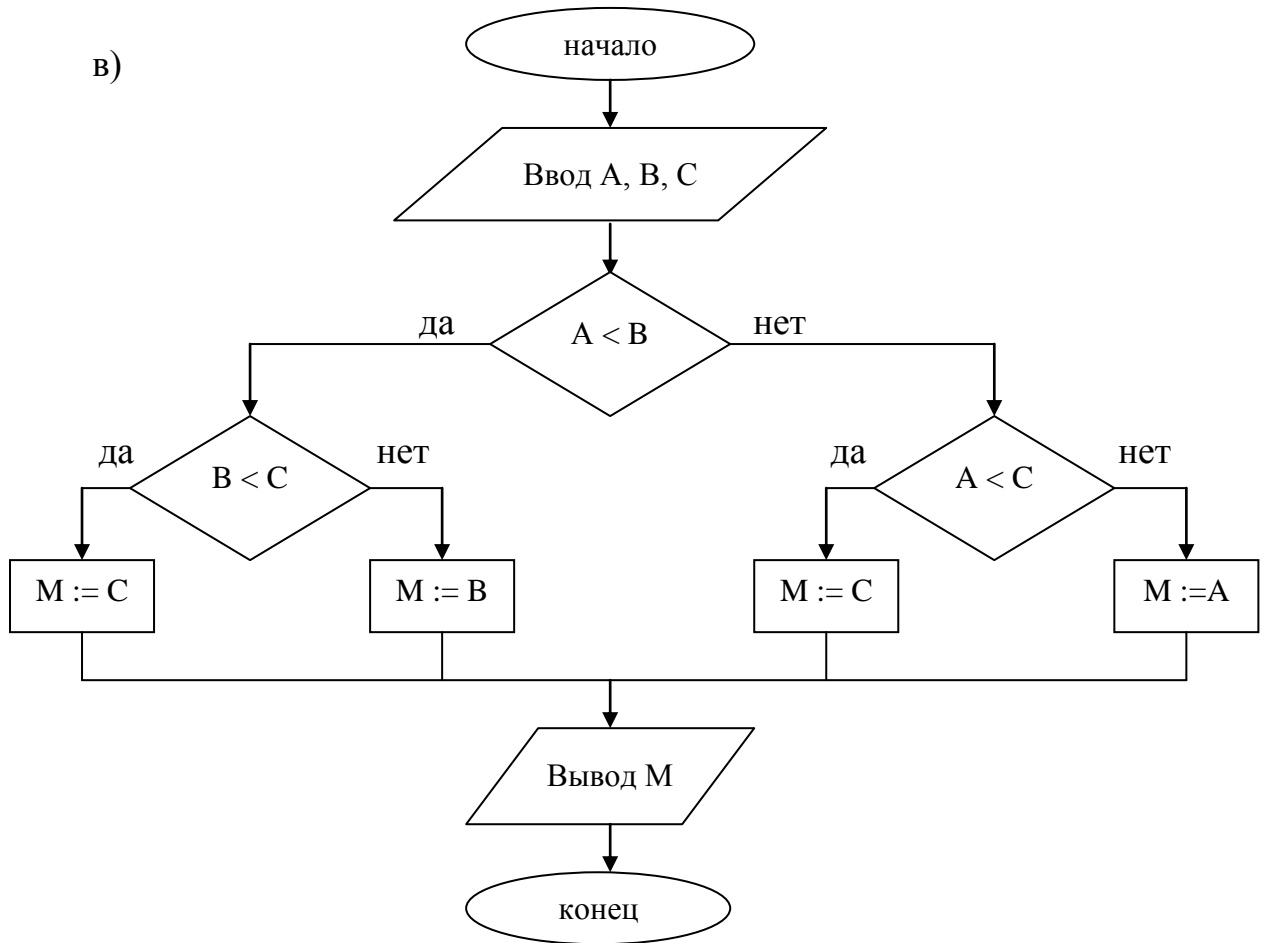 в)
начало
Ввод A, B, C
A < B
да
нет
B < C
да
нет
A < C
да
нет
M := C
M := B
M := C
M :=A
Вывод M
конец